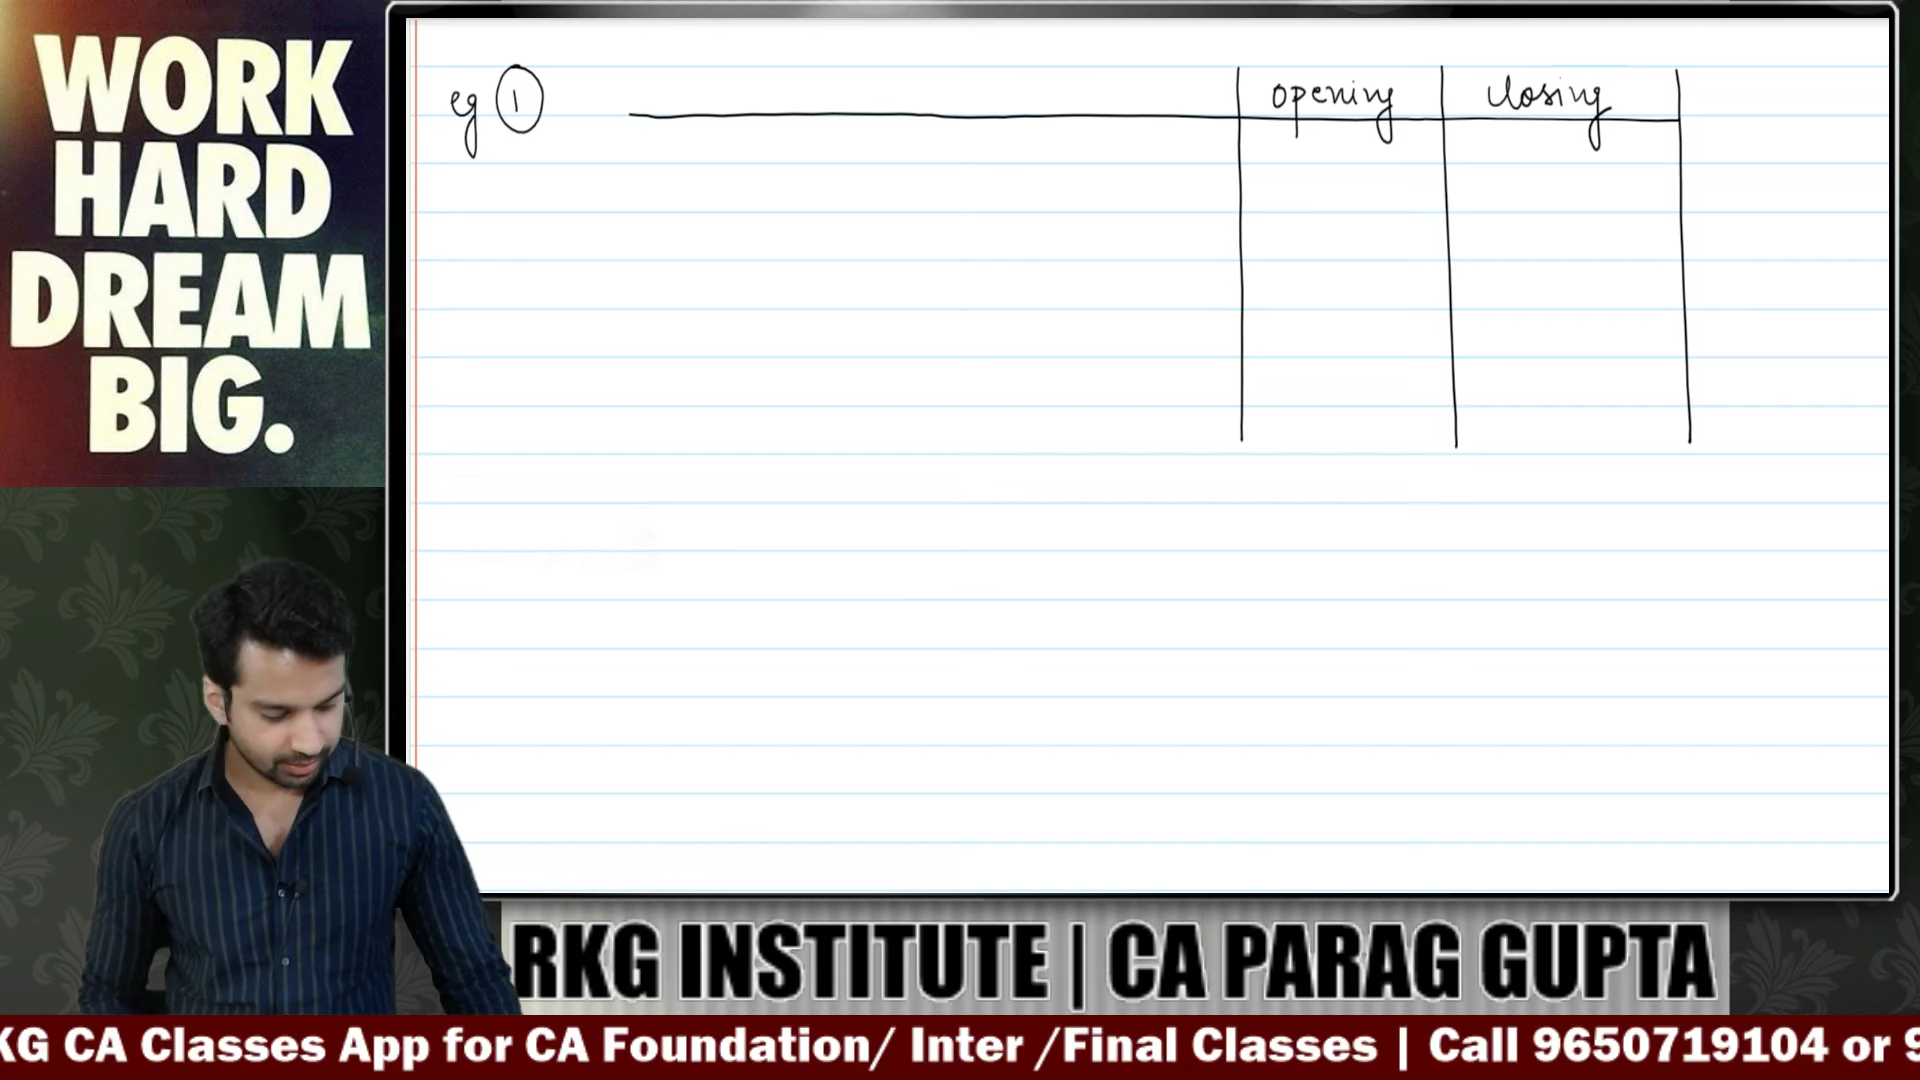 WORK
HARD
DREAM
BIG.
eg 1 opening closing
RKG INSTITUTE | CA PARAG GUPTA
KG CA Classes App for CA Foundation/ Inter /Final Classes | Call 9650719104 or 9